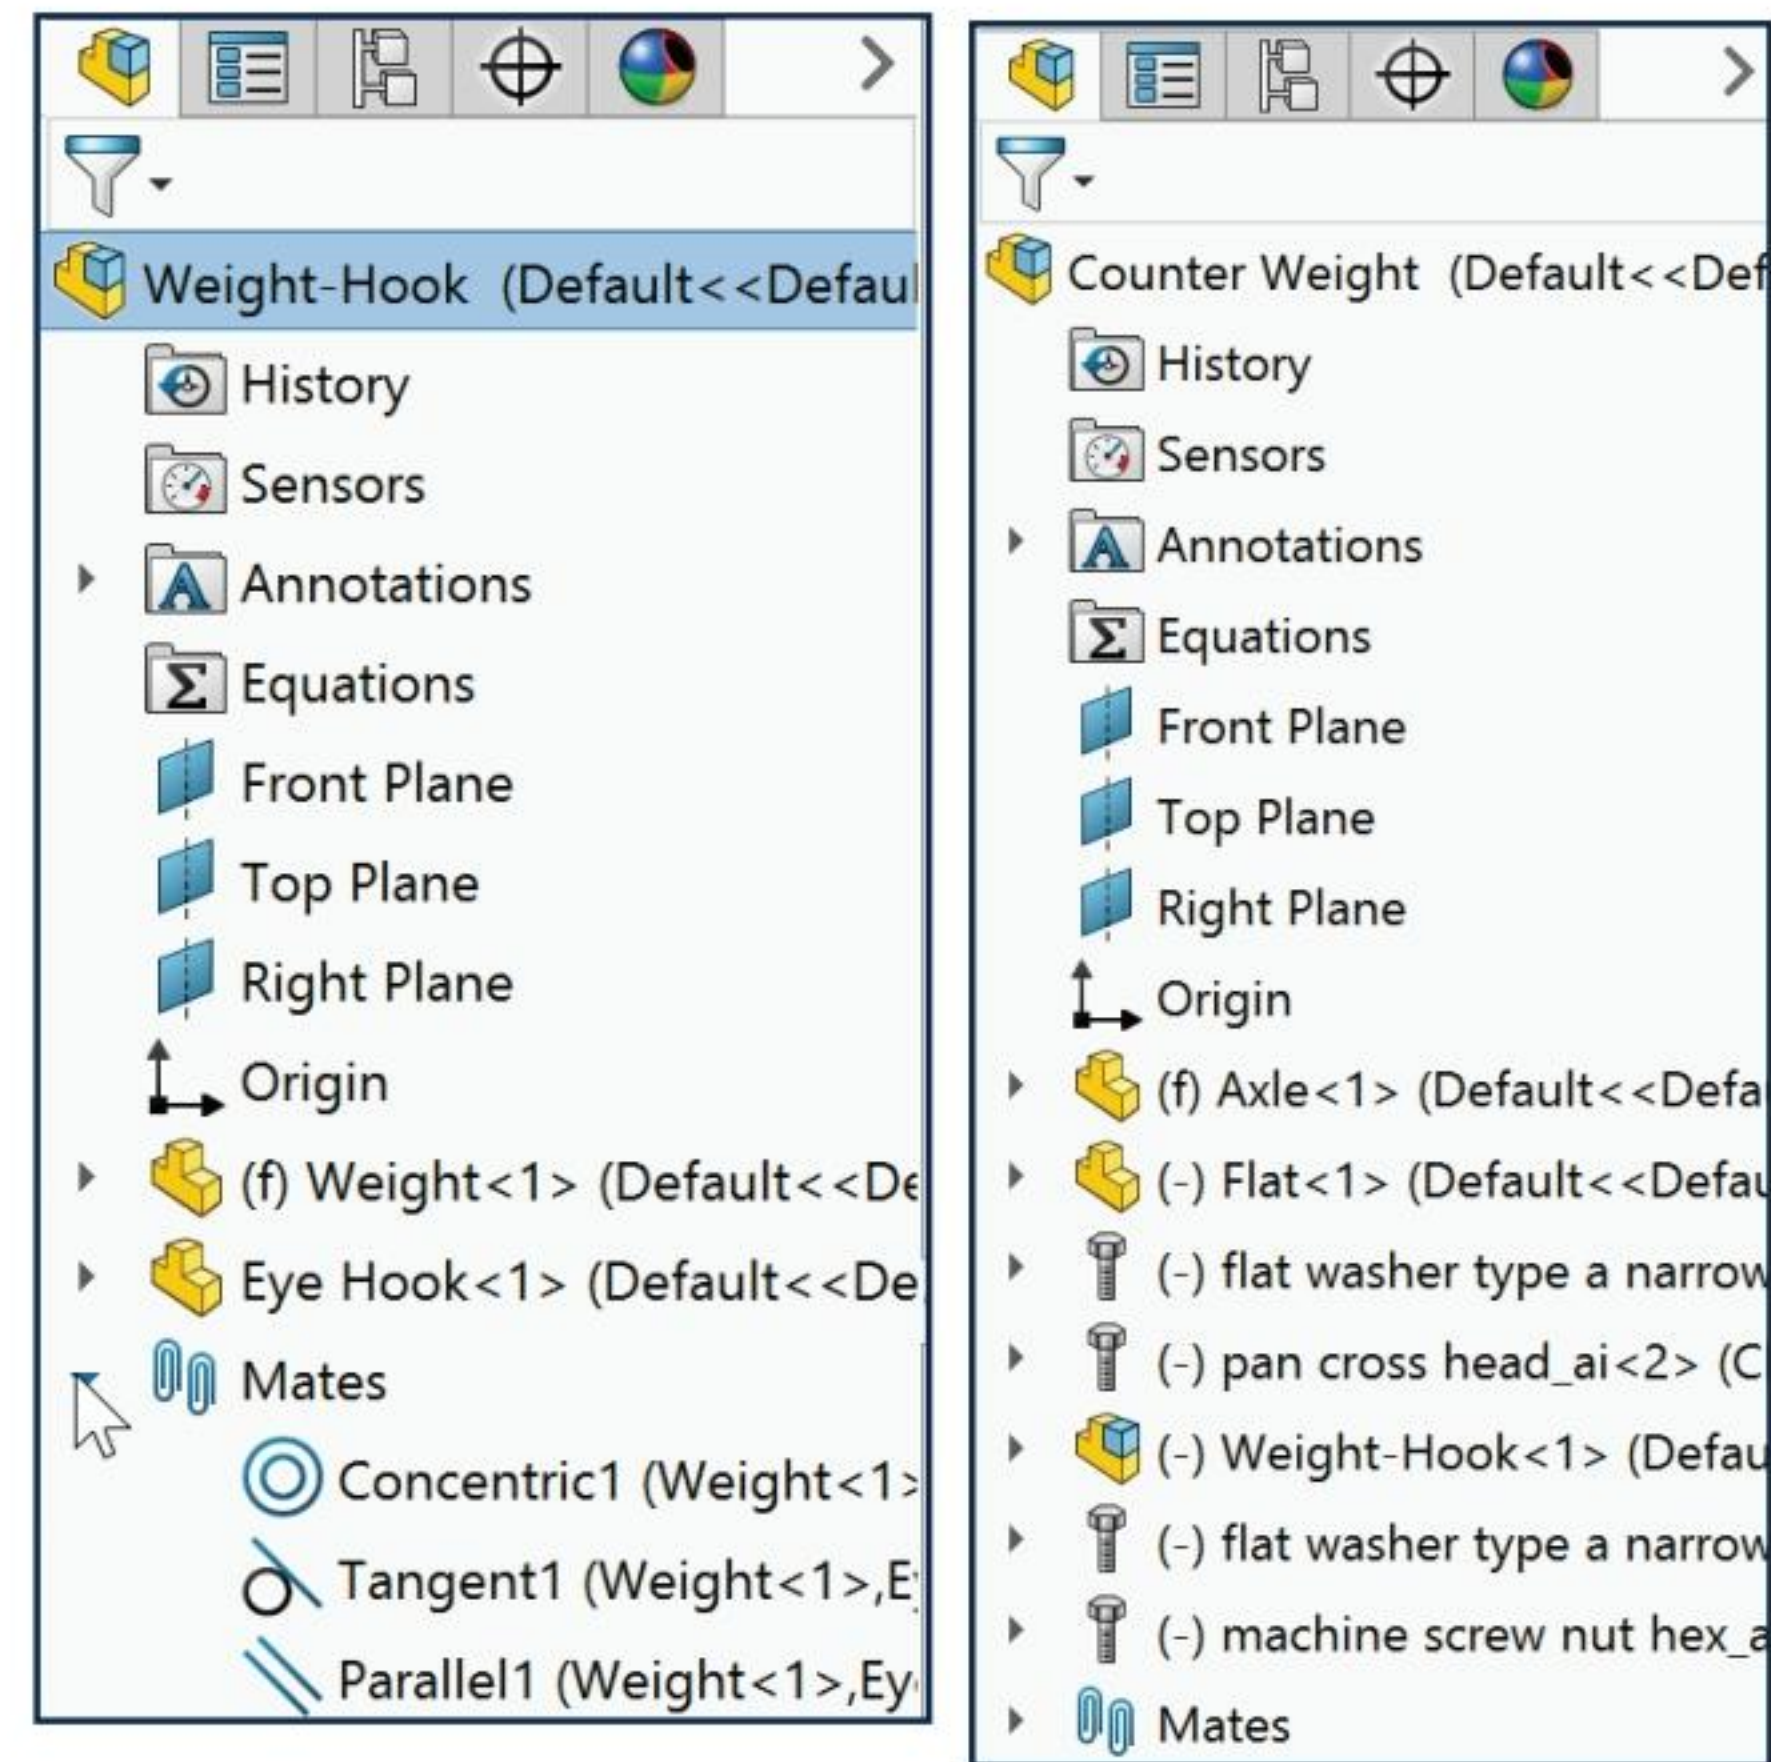 Weight-Hook (Default<<Defaul
History
Sensors
Annotations
Equations
Front Plane
Top Plane
Right Plane
Origin
(f) Weight<1> (Default<<De
Eye Hook<1> (Default<<De
Mates
Concentric1 (Weight<1>
Tangent1 (Weight<1>,Ey
Parallel1 (Weight<1>,Ey
Counter Weight (Default<<Def
History
Sensors
Annotations
Equations
Front Plane
Top Plane
Right Plane
Origin
(f) Axle<1> (Default<<Defau
(-) Flat<1> (Default<<Defau
(-) flat washer type a narrow
(-) pan cross head_ai<2> (C
(-) Weight-Hook<1> (Defau
(-) flat washer type a narrow
(-) machine screw nut hex_a
Mates